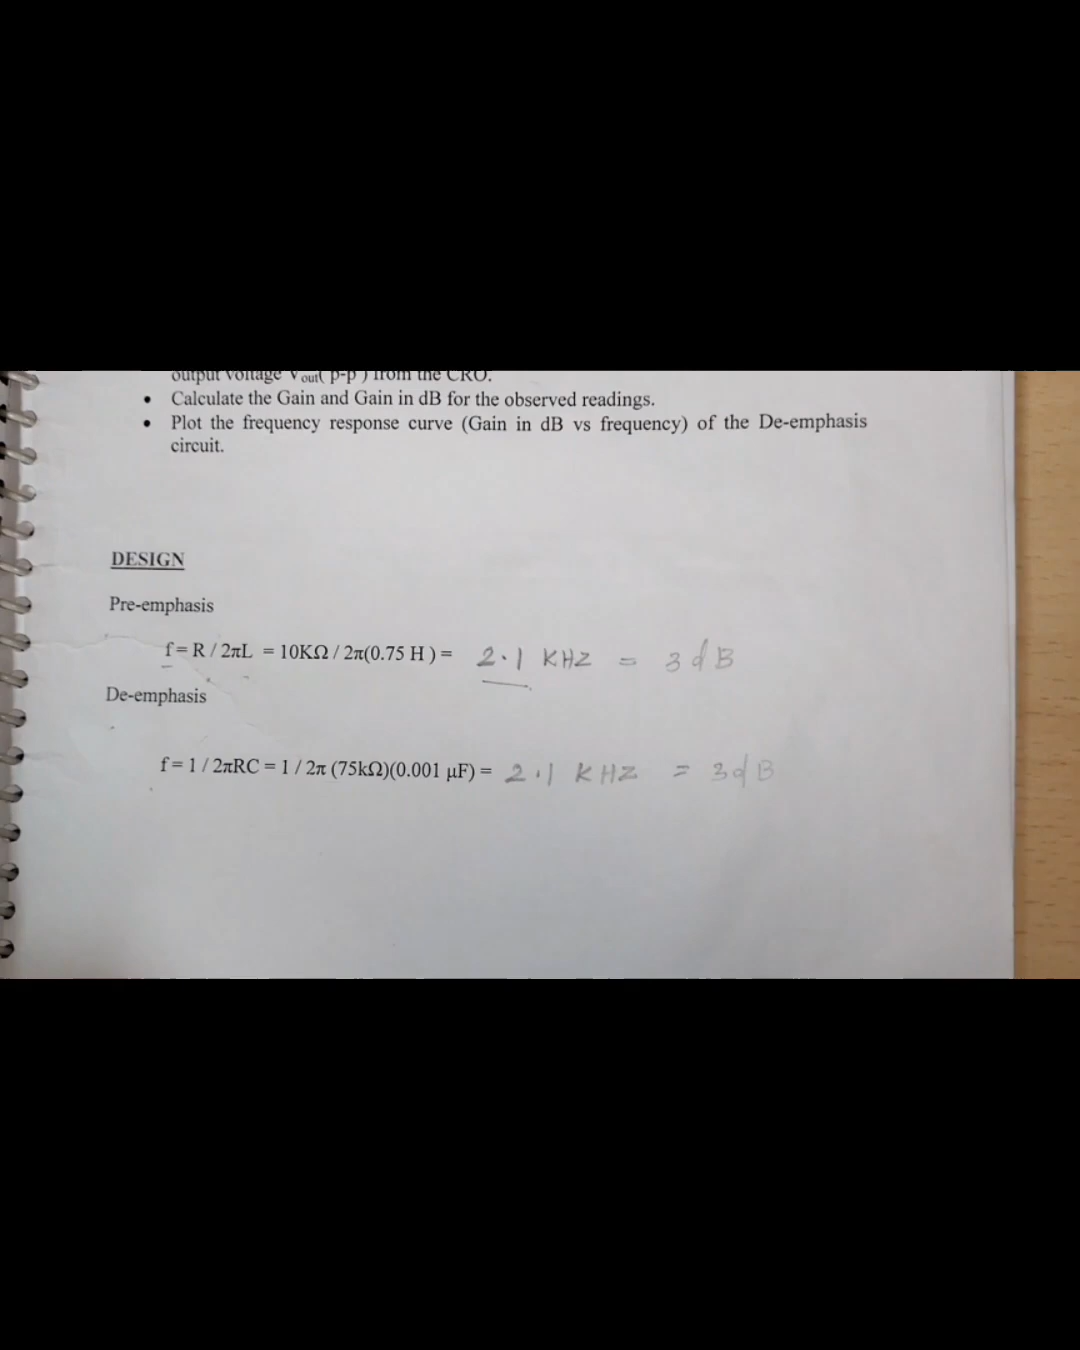 output voltage Vout( p-p ) from the CRO.
• Calculate the Gain and Gain in dB for the observed readings.
• Plot the frequency response curve (Gain in dB vs frequency) of the De-emphasis
circuit.
DESIGN
Pre-emphasis
f = R / 2πL = 10KΩ / 2π(0.75 H ) = 2.1 KHZ = 3dB
De-emphasis
f = 1 / 2πRC = 1 / 2π (75kΩ)(0.001 µF) = 2.1 KHZ = 3dB